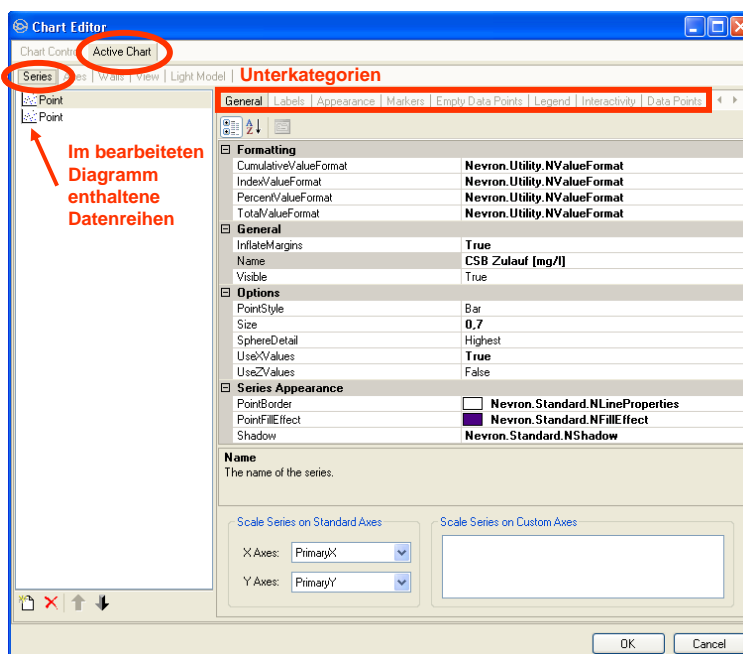 Chart Editor
Chart Contro Active Chart
Series Axes Walls View Light Model Unterkategorien
Point
Point
Im bearbeiteten
Diagramm
enthaltene
Datenreihen
General Labels Appearance Markers Empty Data Points Legend Interactivity Data Points
Formatting
CumulativeValueFormat Nevron.Utility.NValueFormat
IndexValueFormat Nevron.Utility.NValueFormat
PercentValueFormat Nevron.Utility.NValueFormat
TotalValueFormat Nevron.Utility.NValueFormat
General
InflateMargins True
Name CSB Zulauf [mg/l]
Visible True
Options
PointStyle Bar
Size 0,7
SphereDetail Highest
UseXValues True
UseZValues False
Series Appearance
PointBorder Nevron.Standard.NLineProperties
PointFillEffect Nevron.Standard.NFillEffect
Shadow Nevron.Standard.NShadow
Name
The name of the series.
Scale Series on Standard Axes Scale Series on Custom Axes
X Axes: PrimaryX
Y Axes: PrimaryY
OK Cancel